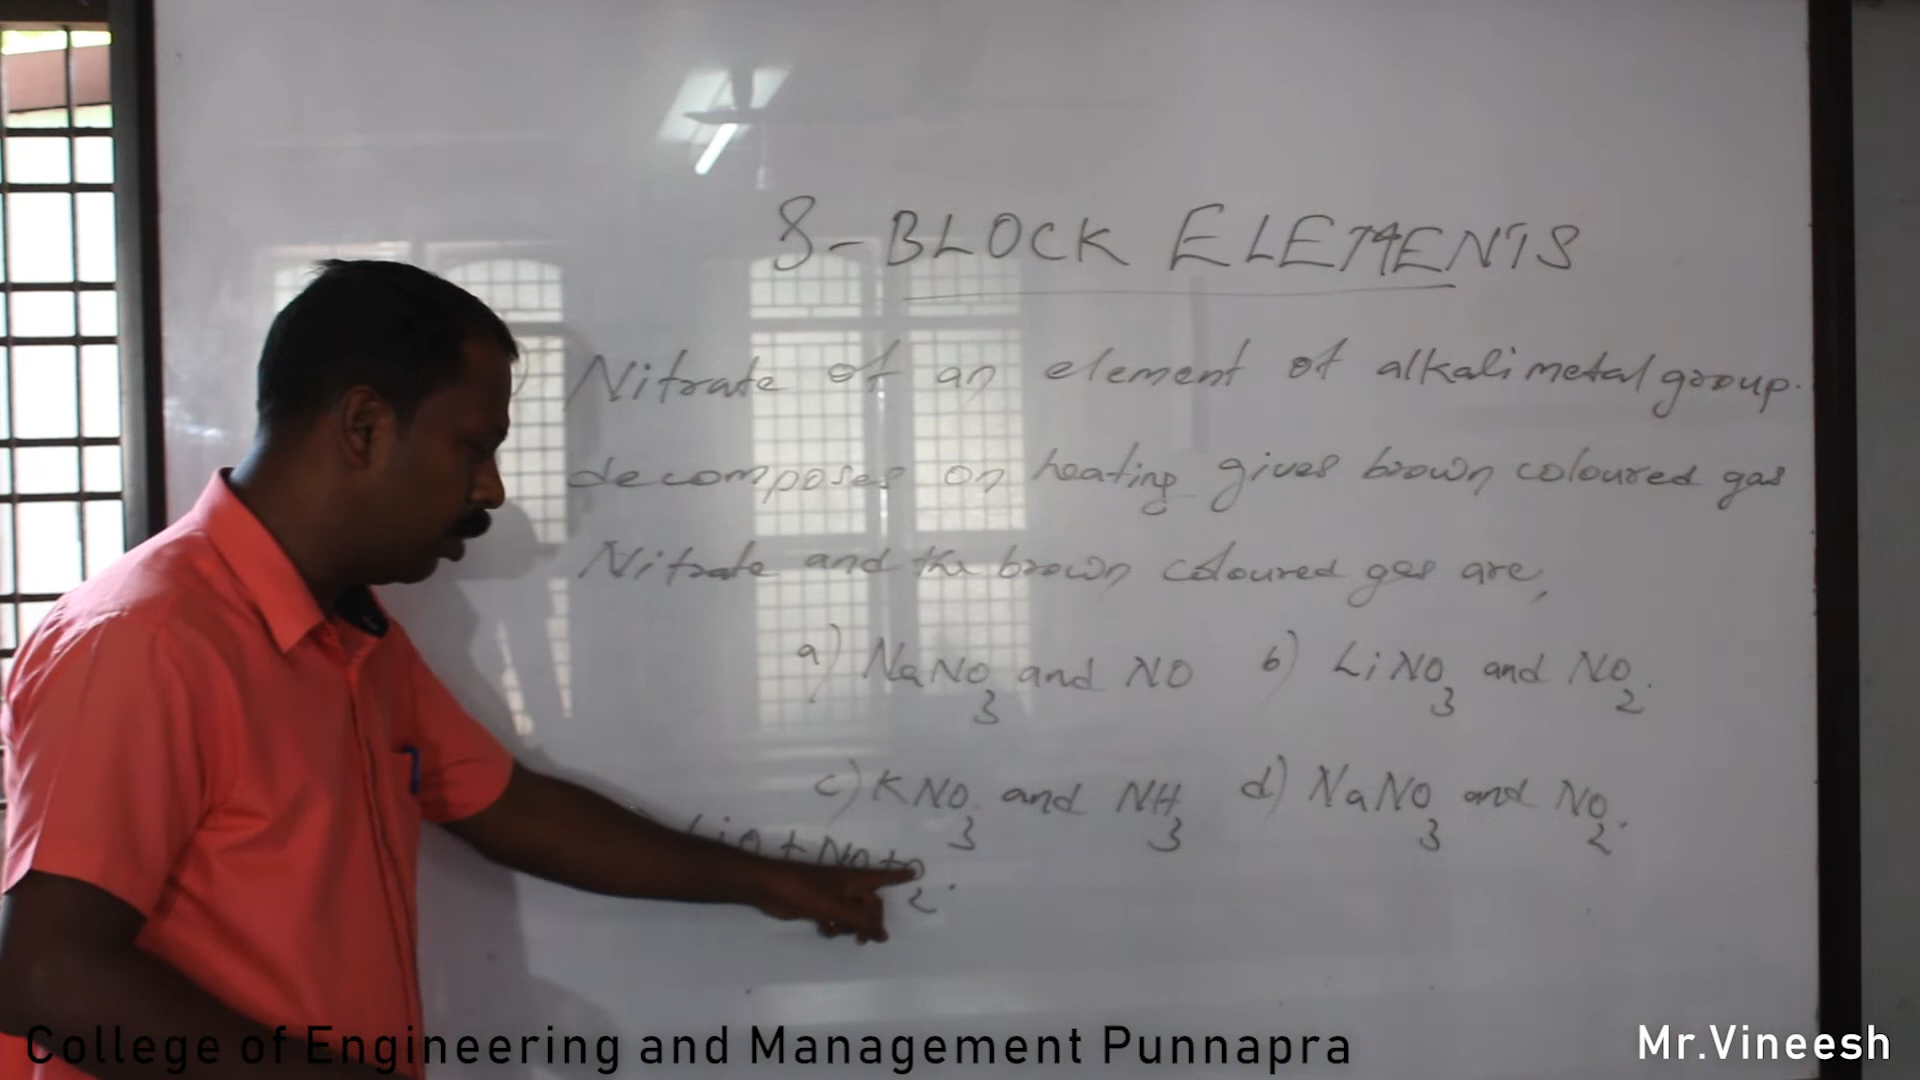 S-BLOCK ELEMENTS
) Nitrate of an element of alkali metal group.
decomposes on heating gives brown coloured gas
Nitrate and the brown coloured gas are,
a) NaNO3 and NO b) LiNO3 and NO2.
c) KNO3 and NH3 d) NaNO3 and NO2.
College of Engineering and Management Punnapra
Mr.Vineesh